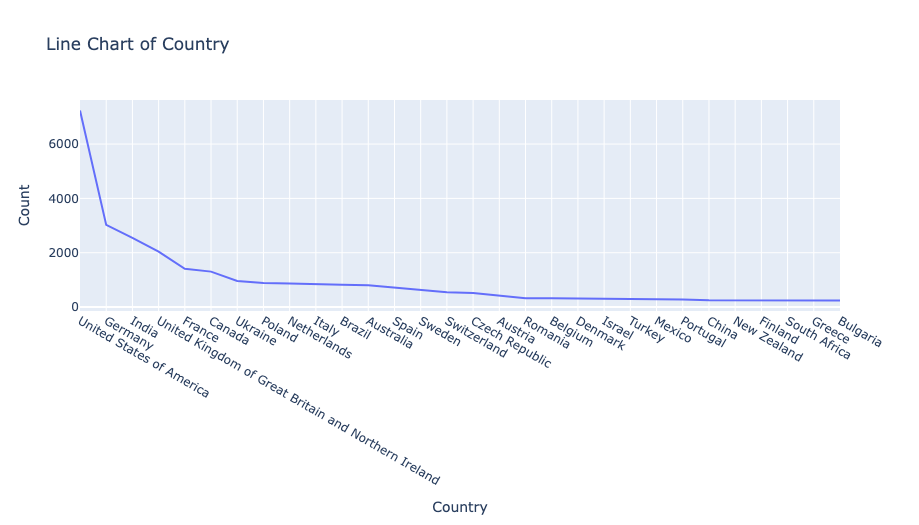 Line Chart of Country
6000
4000
2000
0
Count
United States of America
Germany
India
United Kingdom of Great Britain and Northern Ireland
France
Canada
Ukraine
Poland
Netherlands
Italy
Brazil
Australia
Spain
Sweden
Switzerland
Czech Republic
Austria
Romania
Belgium
Denmark
Israel
Turkey
Mexico
Portugal
China
New Zealand
Finland
South Africa
Greece
Bulgaria
Country